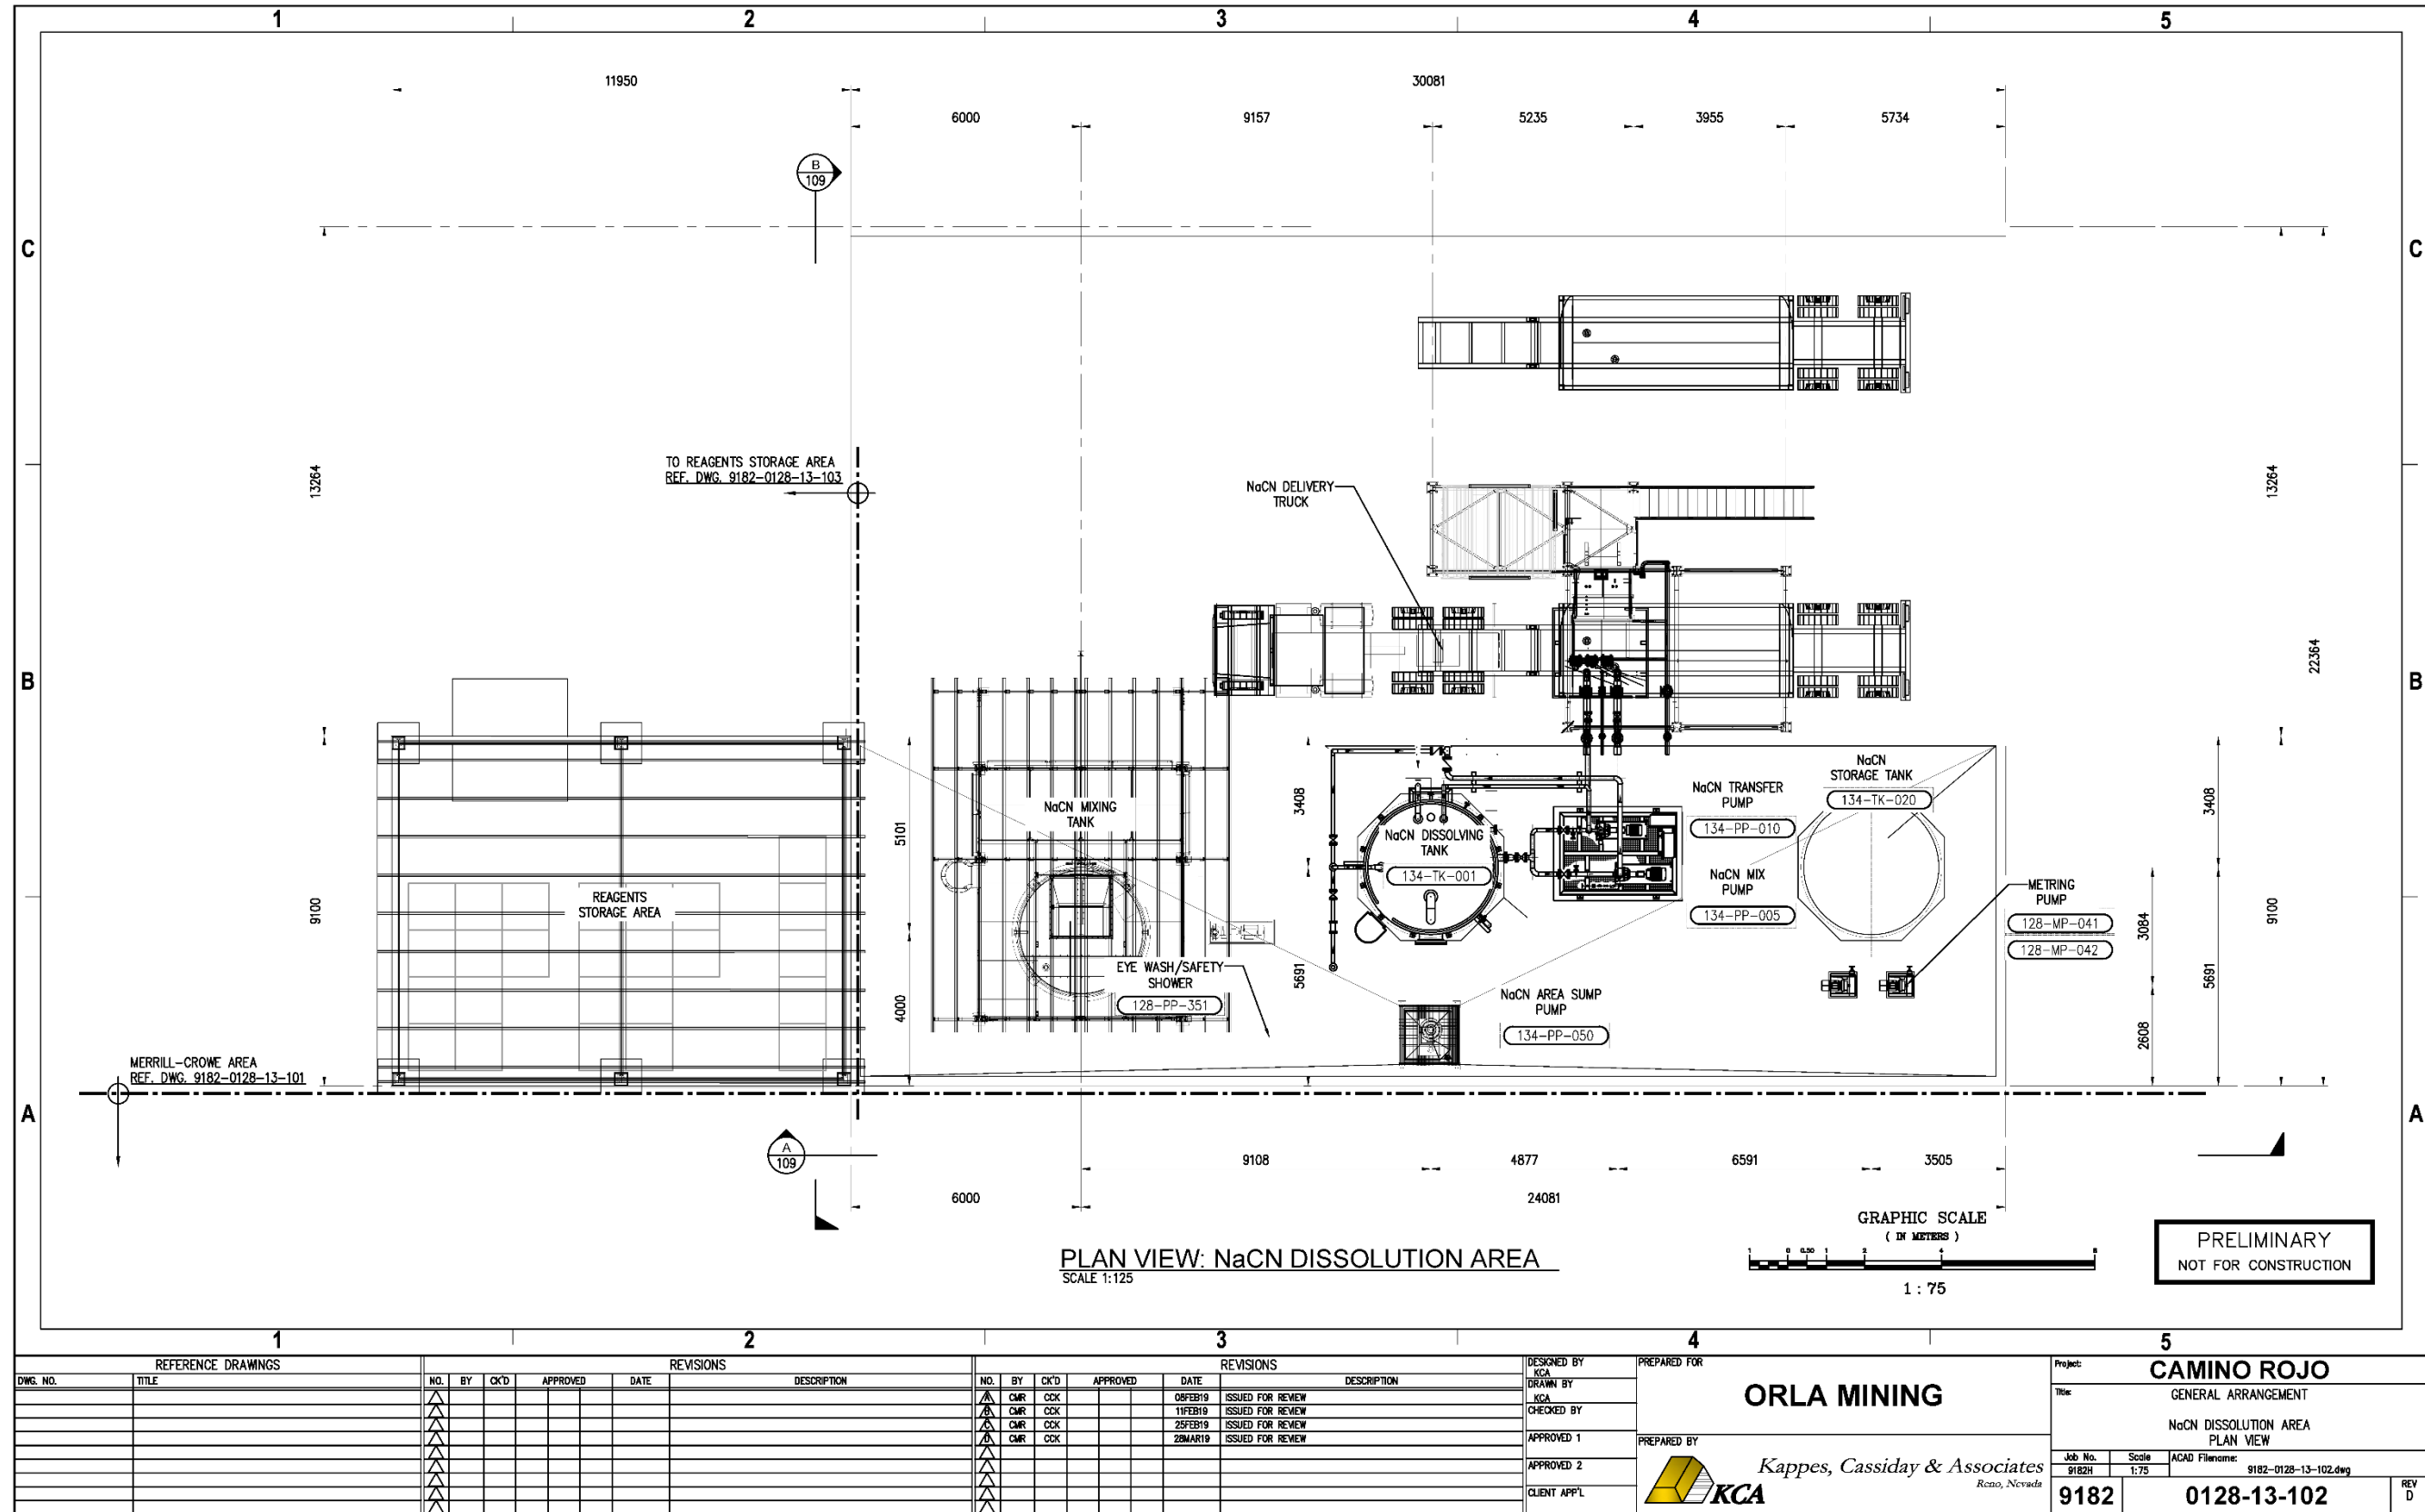 1 2 3 4 5
11950 30081
6000 9157 5235 3955 5734
B
109
C C
TO REAGENTS STORAGE AREA
REF. DWG. 9182-0128-13-103
13264
13264
NaCN DELIVERY
TRUCK
B B
22364
NaCN MIXING
TANK
5101
3408
NaCN DISSOLVING
TANK
134-TK-001
NaCN TRANSFER
PUMP
134-PP-010
NaCN MIX
PUMP
134-PP-005
NaCN
STORAGE TANK
134-TK-020
3408
METRING
PUMP
128-MP-041
128-MP-042
REAGENTS
STORAGE AREA
9100
9100
3084
5691
2608
4000
5691
EYE WASH/SAFETY
SHOWER
128-PP-351
NaCN AREA SUMP
PUMP
134-PP-050
MERRILL-CROWE AREA
REF. DWG. 9182-0128-13-101
A A
A
109
9108 4877 6591 3505
6000 24081
PLAN VIEW: NaCN DISSOLUTION AREA
SCALE 1:125
GRAPHIC SCALE
( IN METERS )
1 0 0.50 1 2 4
1 : 75
PRELIMINARY
NOT FOR CONSTRUCTION
1 2 3 4 5
REFERENCE DRAWINGS
DWG. NO. TITLE
REVISIONS
NO. BY CK'D APPROVED DATE DESCRIPTION
REVISIONS
NO. BY CK'D APPROVED DATE DESCRIPTION
A CMR CCK 08FEB19 ISSUED FOR REVIEW
B CMR CCK 11FEB19 ISSUED FOR REVIEW
C CMR CCK 25FEB19 ISSUED FOR REVIEW
D CMR CCK 28MAR19 ISSUED FOR REVIEW
DESIGNED BY
KCA
DRAWN BY
KCA
CHECKED BY
APPROVED 1
APPROVED 2
CLIENT APP'L
PREPARED FOR
ORLA MINING
PREPARED BY
KCA
Kappes, Cassiday & Associates
Reno, Nevada
Project: CAMINO ROJO
Title: GENERAL ARRANGEMENT
NaCN DISSOLUTION AREA
PLAN VIEW
Job No. Scale ACAD Filename:
9182H 1:75 9182-0128-13-102.dwg
9182 0128-13-102 REV
D